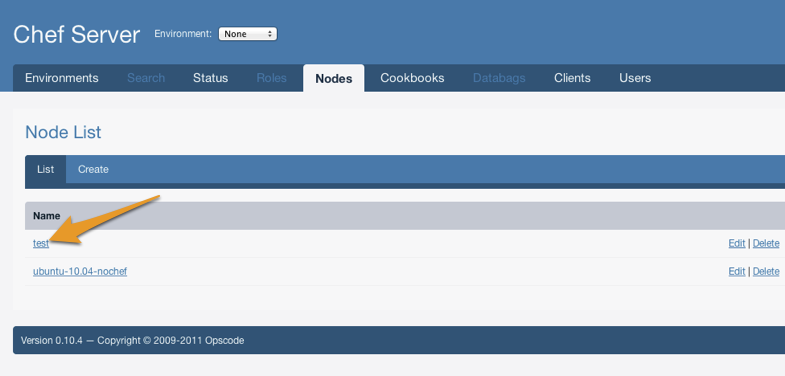 Chef Server Environment: None
Environments Search Status Roles Nodes Cookbooks Databags Clients Users
Node List
List Create
Name
test Edit | Delete
ubuntu-10.04-nochef Edit | Delete
Version 0.10.4 — Copyright © 2009-2011 Opscode